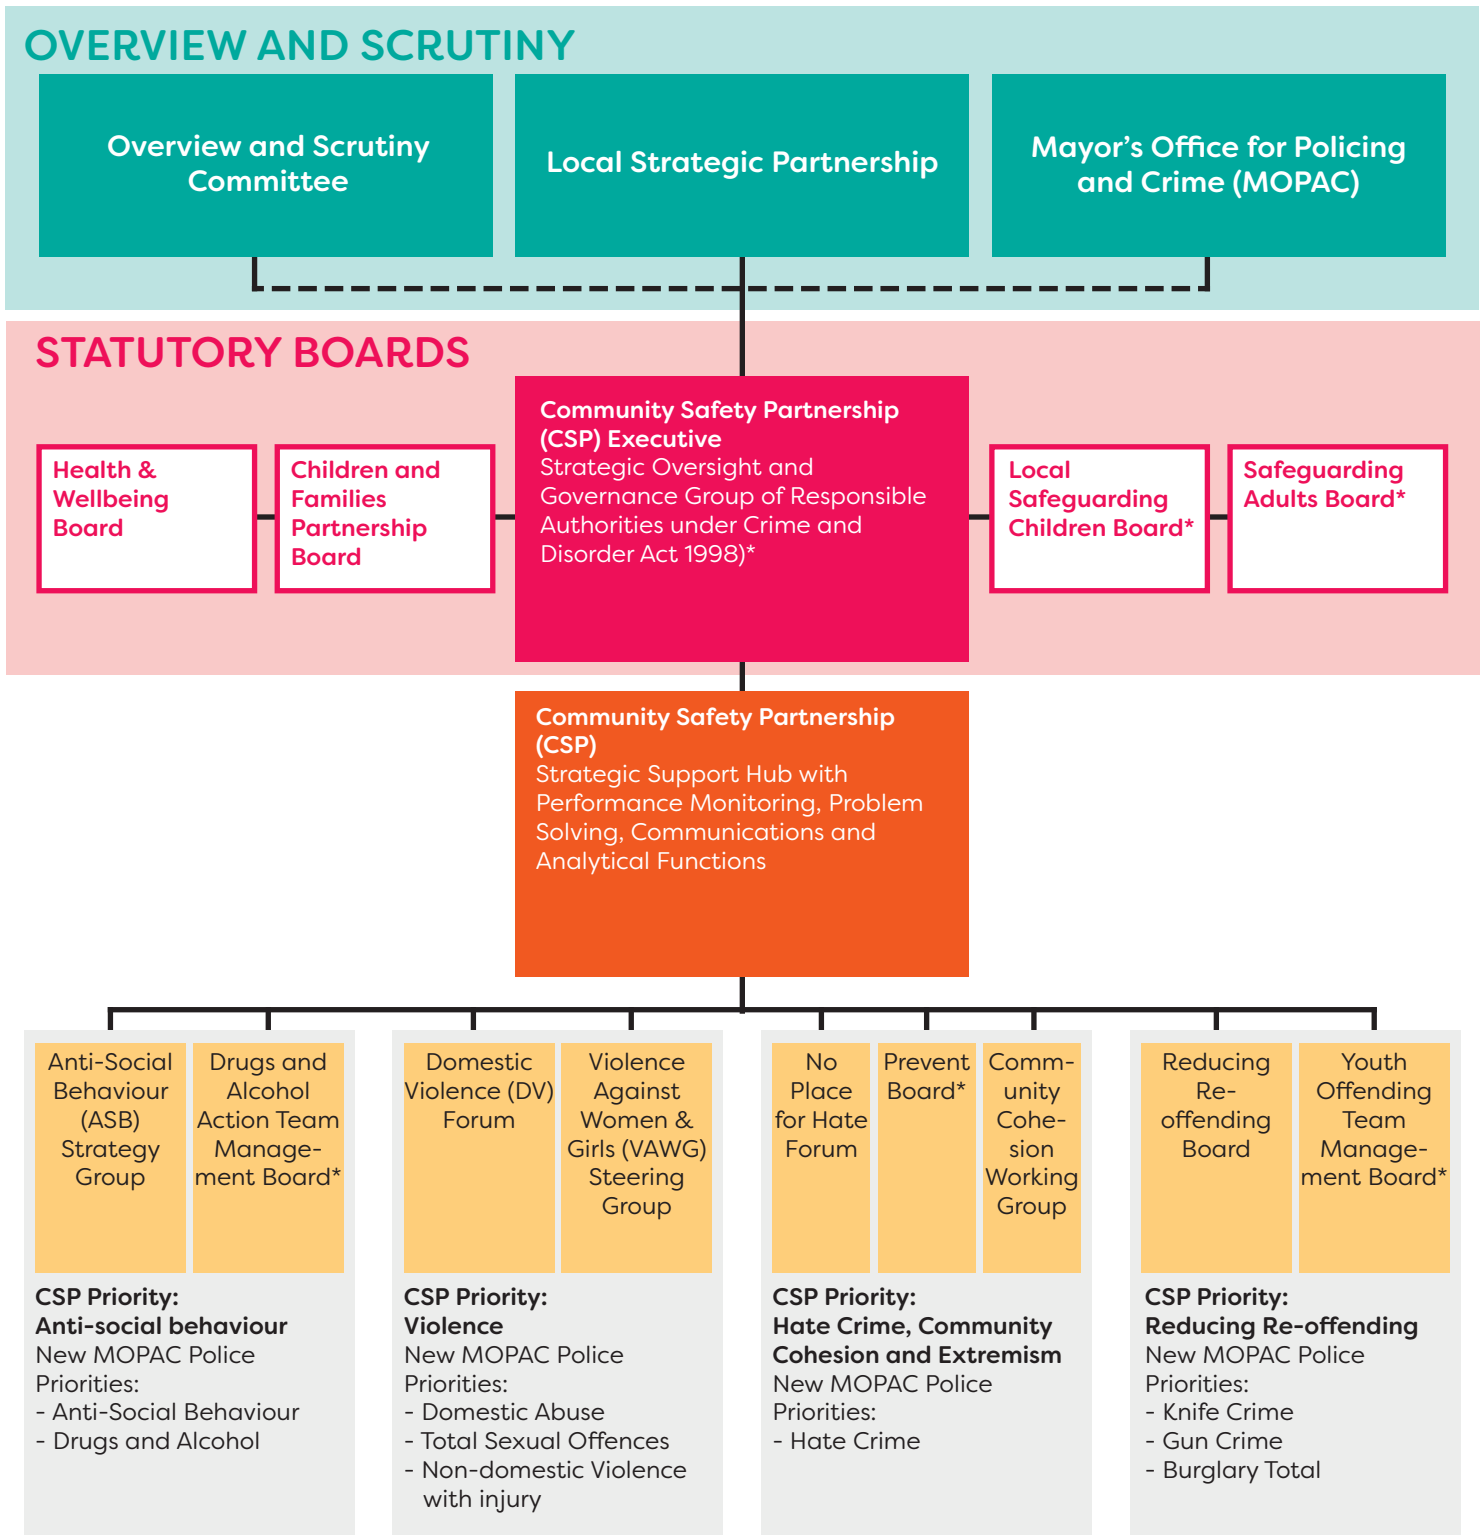 OVERVIEW AND SCRUTINY
Overview and Scrutiny
Committee
Local Strategic Partnership
Mayor’s Office for Policing
and Crime (MOPAC)
STATUTORY BOARDS
Health &
Wellbeing
Board
Children and
Families
Partnership
Board
Community Safety Partnership
(CSP) Executive
Strategic Oversight and
Governance Group of Responsible
Authorities under Crime and
Disorder Act 1998)*
Local
Safeguarding
Children Board*
Safeguarding
Adults Board*
Community Safety Partnership
(CSP)
Strategic Support Hub with
Performance Monitoring, Problem
Solving, Communications and
Analytical Functions
Anti-Social
Behaviour
(ASB)
Strategy
Group
Drugs and
Alcohol
Action Team
Manage-
ment Board*
CSP Priority:
Anti-social behaviour
New MOPAC Police
Priorities:
- Anti-Social Behaviour
- Drugs and Alcohol
Domestic
Violence (DV)
Forum
Violence
Against
Women &
Girls (VAWG)
Steering
Group
CSP Priority:
Violence
New MOPAC Police
Priorities:
- Domestic Abuse
- Total Sexual Offences
- Non-domestic Violence
with injury
No
Place
for Hate
Forum
Prevent
Board*
Comm-
unity
Cohe-
sion
Working
Group
CSP Priority:
Hate Crime, Community
Cohesion and Extremism
New MOPAC Police
Priorities:
- Hate Crime
Reducing
Re-
offending
Board
Youth
Offending
Team
Manage-
ment Board*
CSP Priority:
Reducing Re-offending
New MOPAC Police
Priorities:
- Knife Crime
- Gun Crime
- Burglary Total